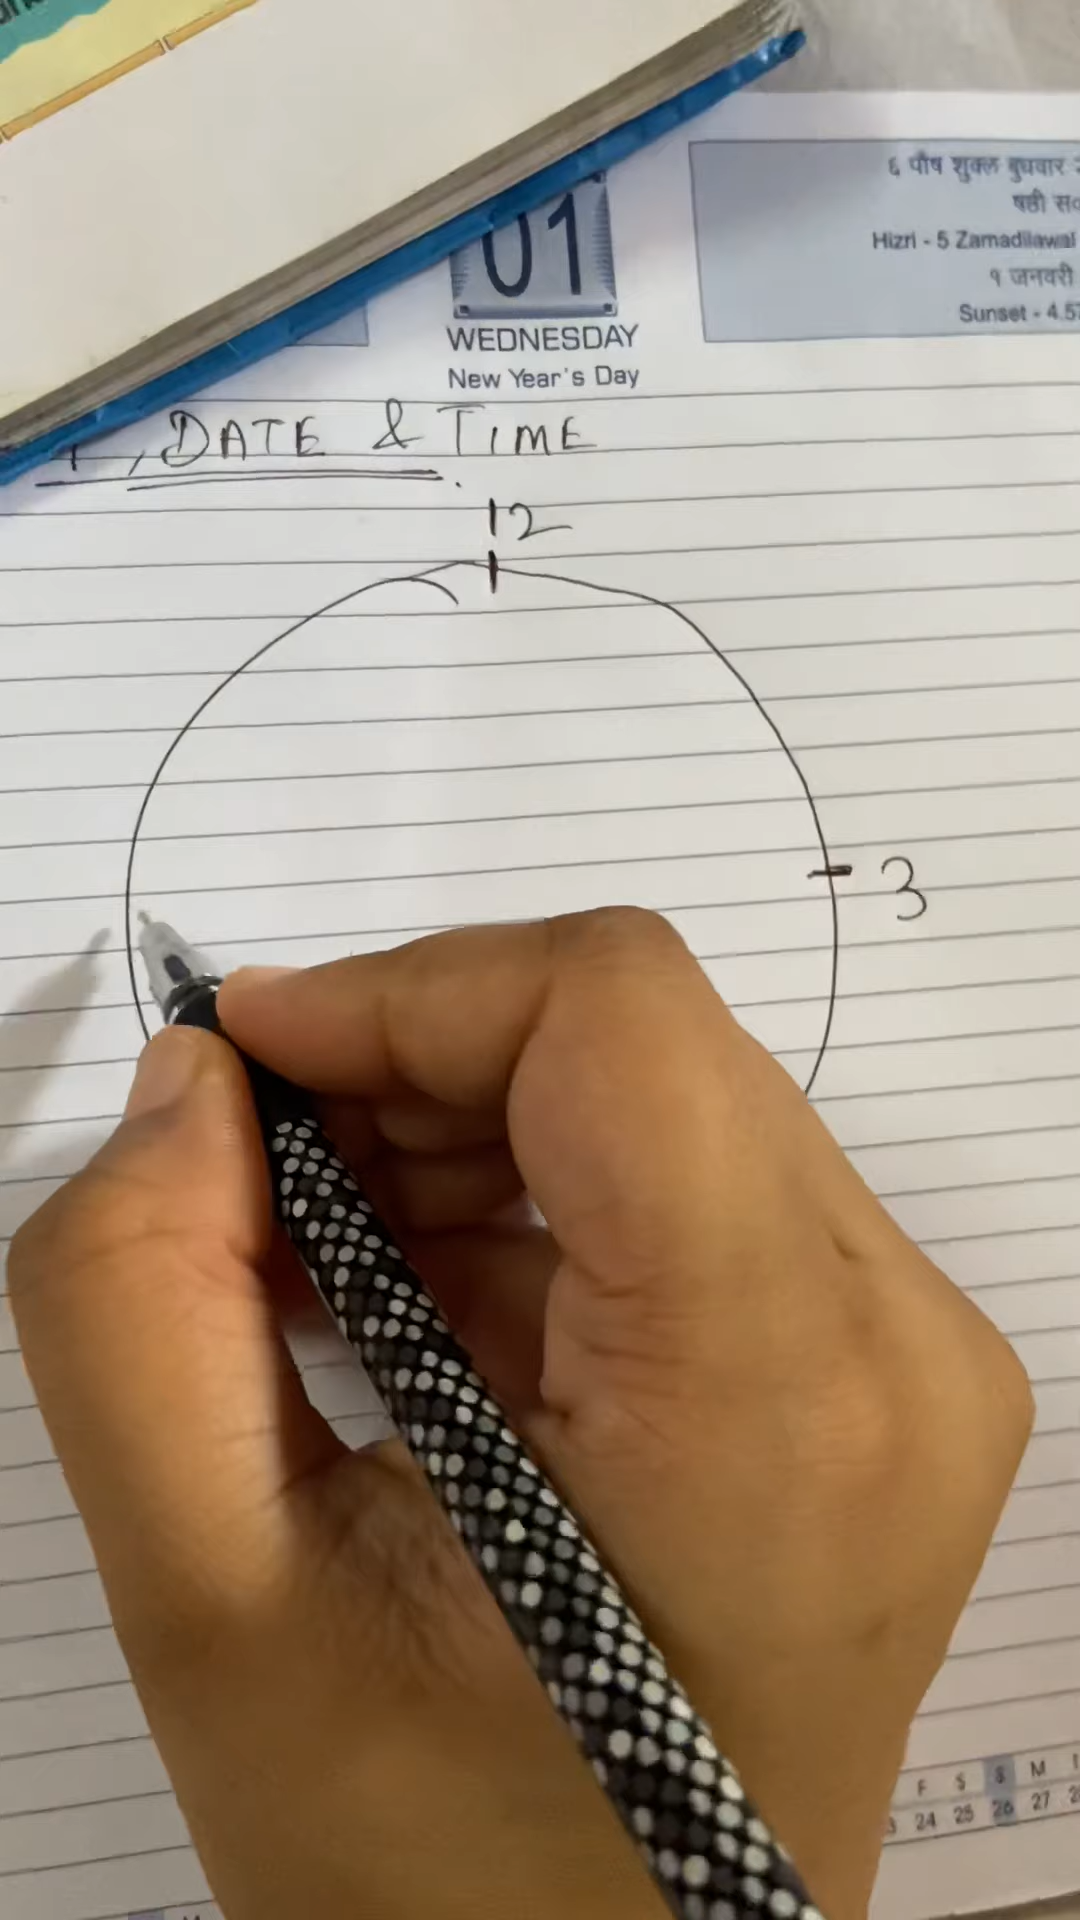 01
६ पौष शुक्ल बुधवार
षष्ठी
Hizri - 5 Zamadilawal
१ जनवरी
Sunset - 4.57
WEDNESDAY
New Year's Day
, DATE & TIME
12
3
F S S M
24 25 26 27